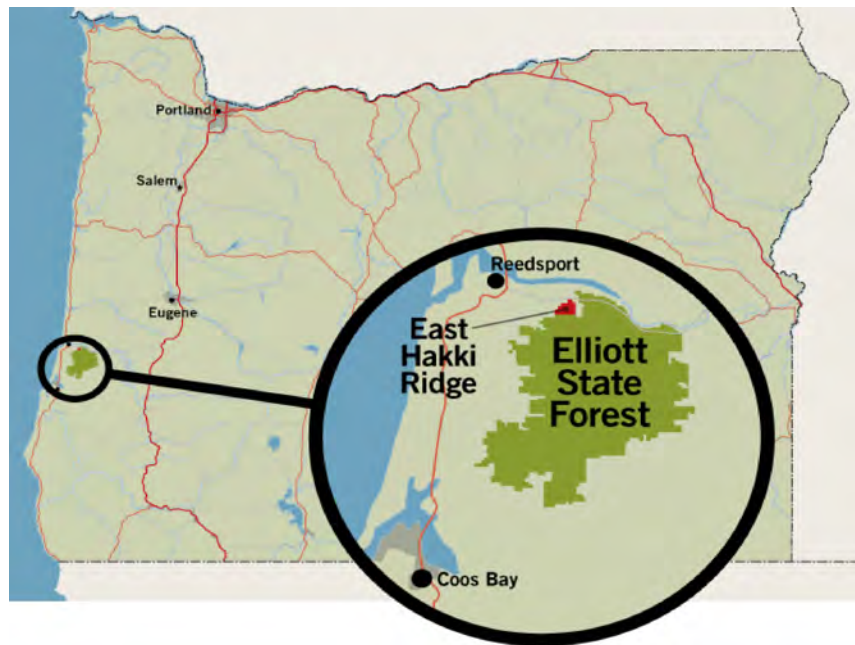 Portland
Salem
Eugene
Reedsport
East
Hakki
Ridge
Elliott
State
Forest
Coos Bay